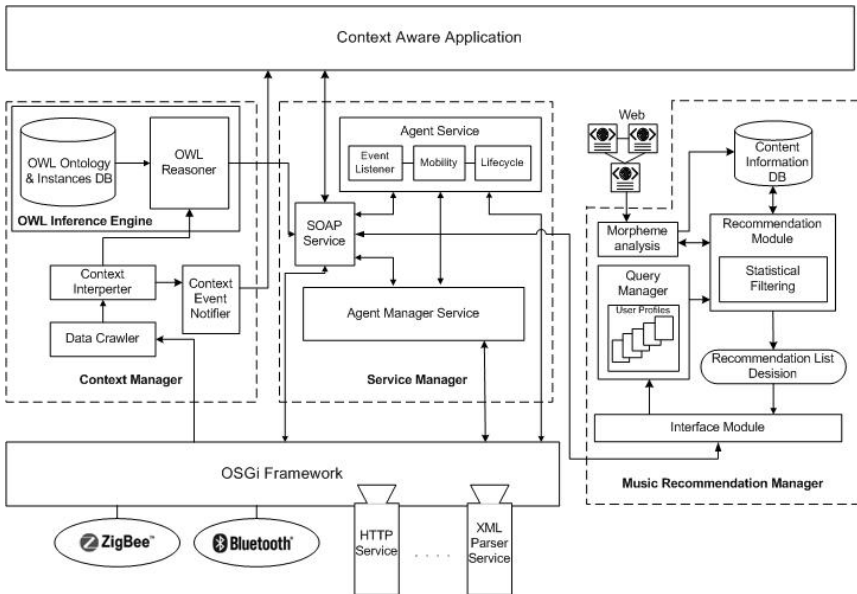 Context Aware Application
OWL Ontology
& Instances DB
OWL
Reasoner
OWL Inference Engine
Context
Interperter
Context
Event
Notifier
Data Crawler
Context Manager
Agent Service
Event
Listener
Mobility
Lifecycle
SOAP
Service
Agent Manager Service
Service Manager
Web
Content
Information
DB
Morpheme
analysis
Recommendation
Module
Statistical
Filtering
Query
Manager
User Profiles
Recommendation List
Desision
Interface Module
Music Recommendation Manager
OSGi Framework
ZigBee™
Bluetooth®
HTTP
Service
. . . .
XML
Parser
Service